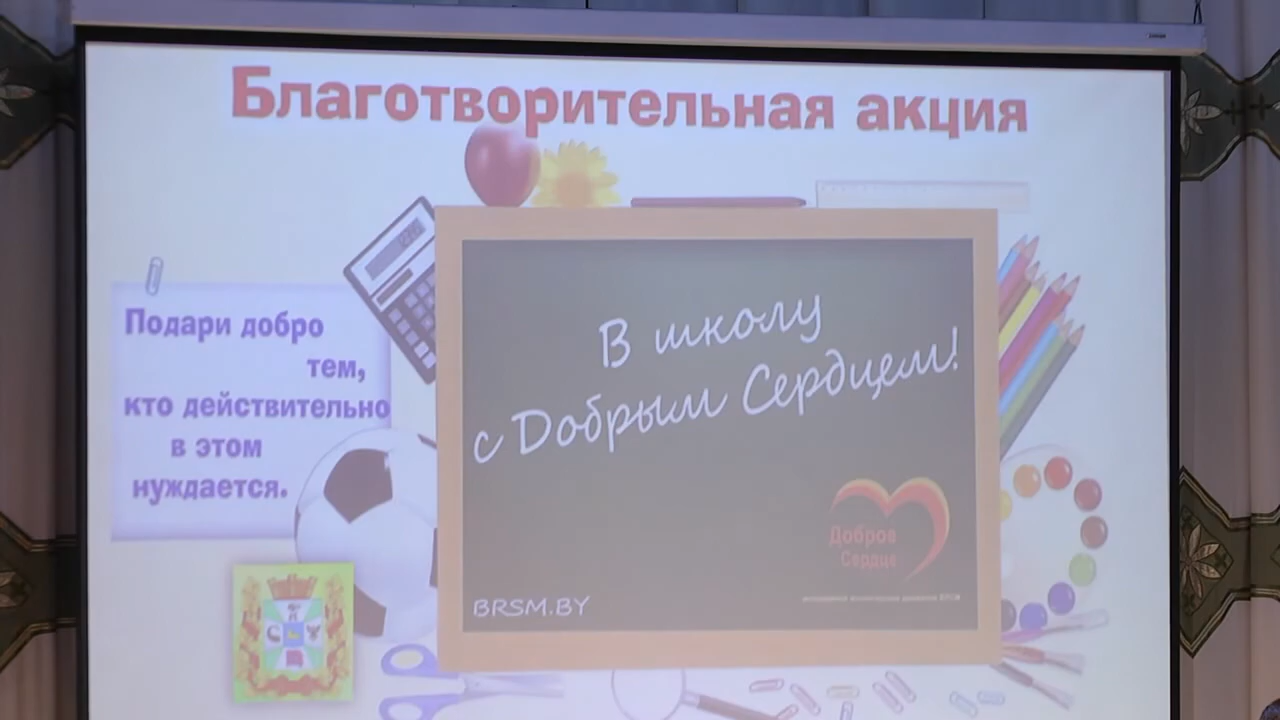 Благотворительная акция
Подари добро
тем,
кто действительно
в этом
нуждается.
В школу
с Добрым Сердцем!
Доброе
Сердце
BRSM.BY